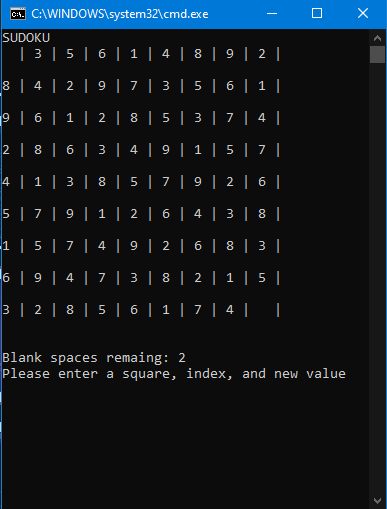 C:\WINDOWS\system32\cmd.exe
SUDOKU
  | 3 | 5 | 6 | 1 | 4 | 8 | 9 | 2 |
8 | 4 | 2 | 9 | 7 | 3 | 5 | 6 | 1 |
9 | 6 | 1 | 2 | 8 | 5 | 3 | 7 | 4 |
2 | 8 | 6 | 3 | 4 | 9 | 1 | 5 | 7 |
4 | 1 | 3 | 8 | 5 | 7 | 9 | 2 | 6 |
5 | 7 | 9 | 1 | 2 | 6 | 4 | 3 | 8 |
1 | 5 | 7 | 4 | 9 | 2 | 6 | 8 | 3 |
6 | 9 | 4 | 7 | 3 | 8 | 2 | 1 | 5 |
3 | 2 | 8 | 5 | 6 | 1 | 7 | 4 |   |
Blank spaces remaing: 2
Please enter a square, index, and new value